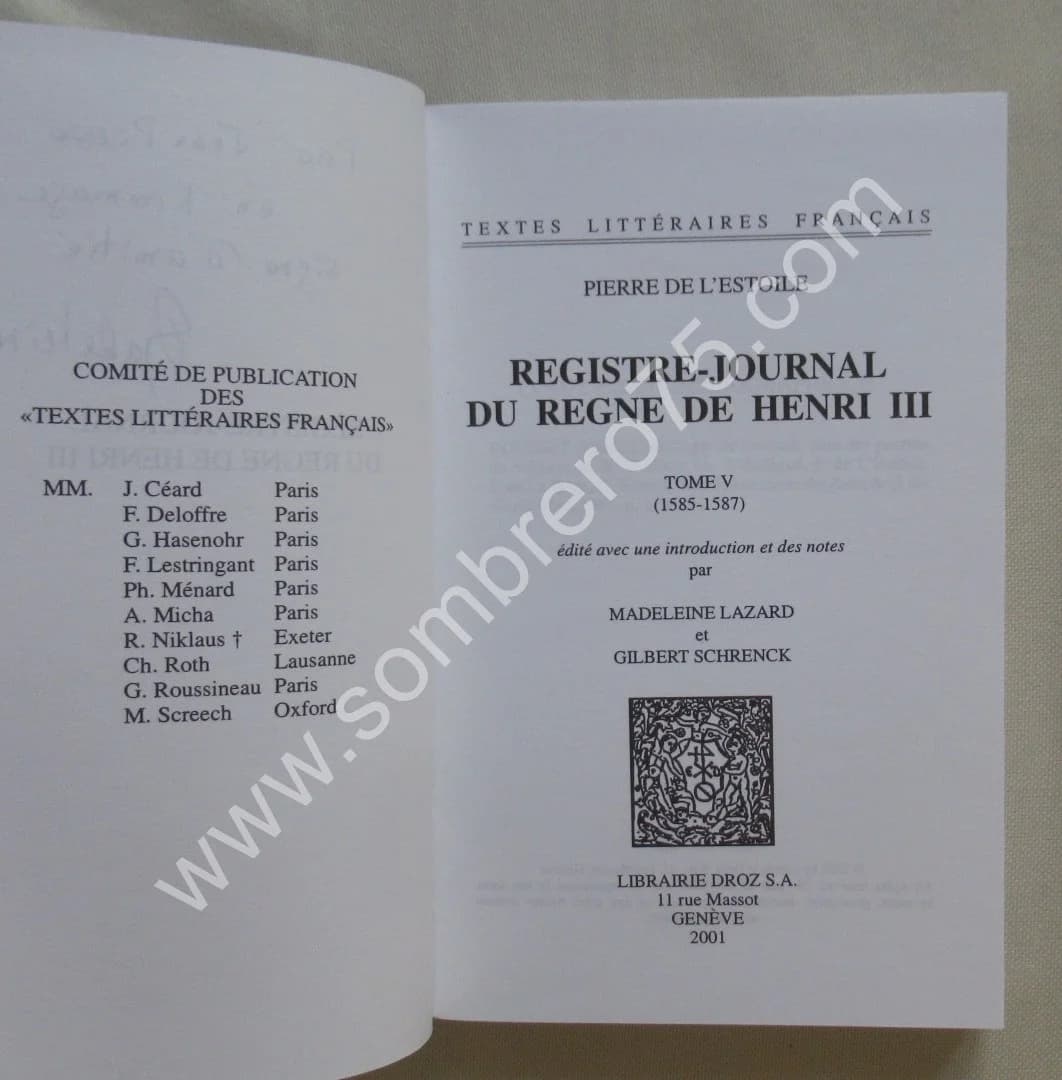 COMITÉ DE PUBLICATION
DES
«TEXTES LITTÉRAIRES FRANÇAIS»
MM. J. Céard Paris
F. Deloffre Paris
G. Hasenohr Paris
F. Lestringant Paris
Ph. Ménard Paris
A. Micha Paris
R. Niklaus † Exeter
Ch. Roth Lausanne
G. Roussineau Paris
M. Screech Oxford
TEXTES LITTÉRAIRES FRANÇAIS
PIERRE DE L'ESTOILE
REGISTRE-JOURNAL
DU REGNE DE HENRI III
TOME V
(1585-1587)
édité avec une introduction et des notes
par
MADELEINE LAZARD
et
GILBERT SCHRENCK
LIBRAIRIE DROZ S.A.
11 rue Massot
GENÈVE
2001
www.sombrero75.com